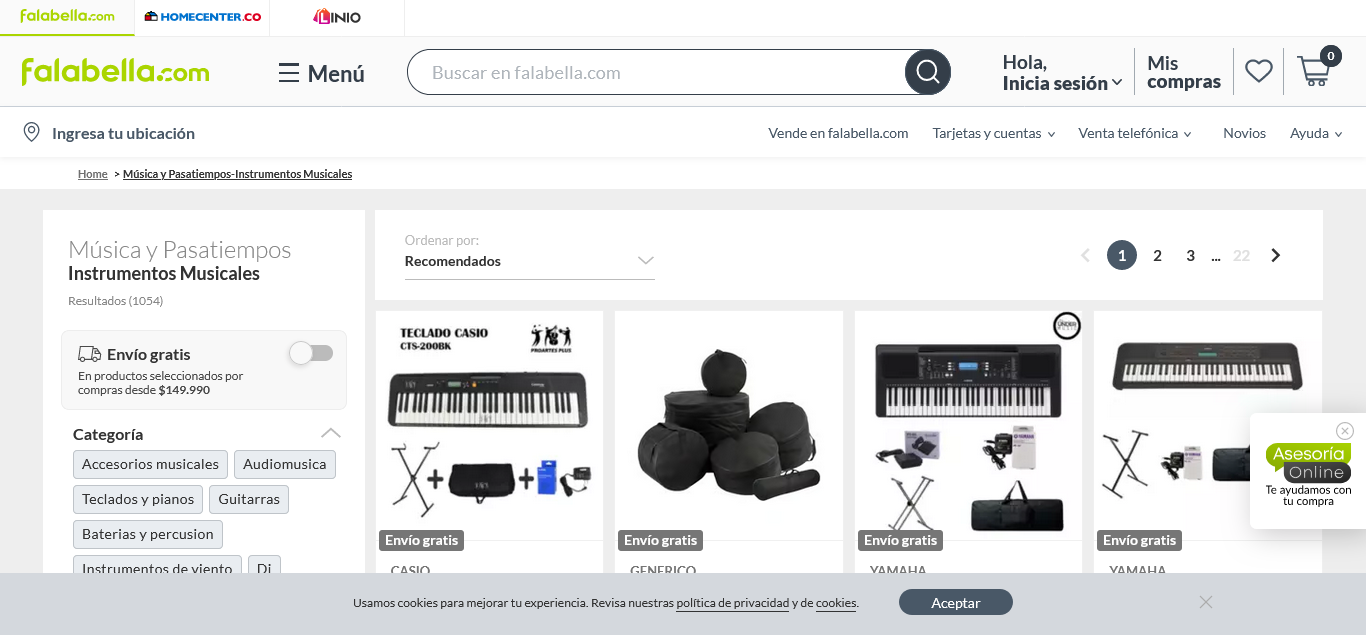 falabella.com
HOMECENTER.CO
LINIO
falabella.com
Menú
Buscar en falabella.com
Hola,
Inicia sesión
Mis
compras
0
Ingresa tu ubicación
Vende en falabella.com
Tarjetas y cuentas
Venta telefónica
Novios
Ayuda
Home > Música y Pasatiempos-Instrumentos Musicales
Música y Pasatiempos
Instrumentos Musicales
Resultados (1054)
Envío gratis
En productos seleccionados por
compras desde $149.990
Categoría
Accesorios musicales
Audiomusica
Teclados y pianos
Guitarras
Baterias y percusion
Instrumentos de viento
Dj
Ordenar por:
Recomendados
1 2 3 ... 22
TECLADO CASIO
CTS-200BK
PROARTES PLUS
Envío gratis
CASIO
Envío gratis
GENERICO
Envío gratis
YAMAHA
Envío gratis
YAMAHA
Asesoría
Online
Te ayudamos con
tu compra
Usamos cookies para mejorar tu experiencia. Revisa nuestras política de privacidad y de cookies.
Aceptar